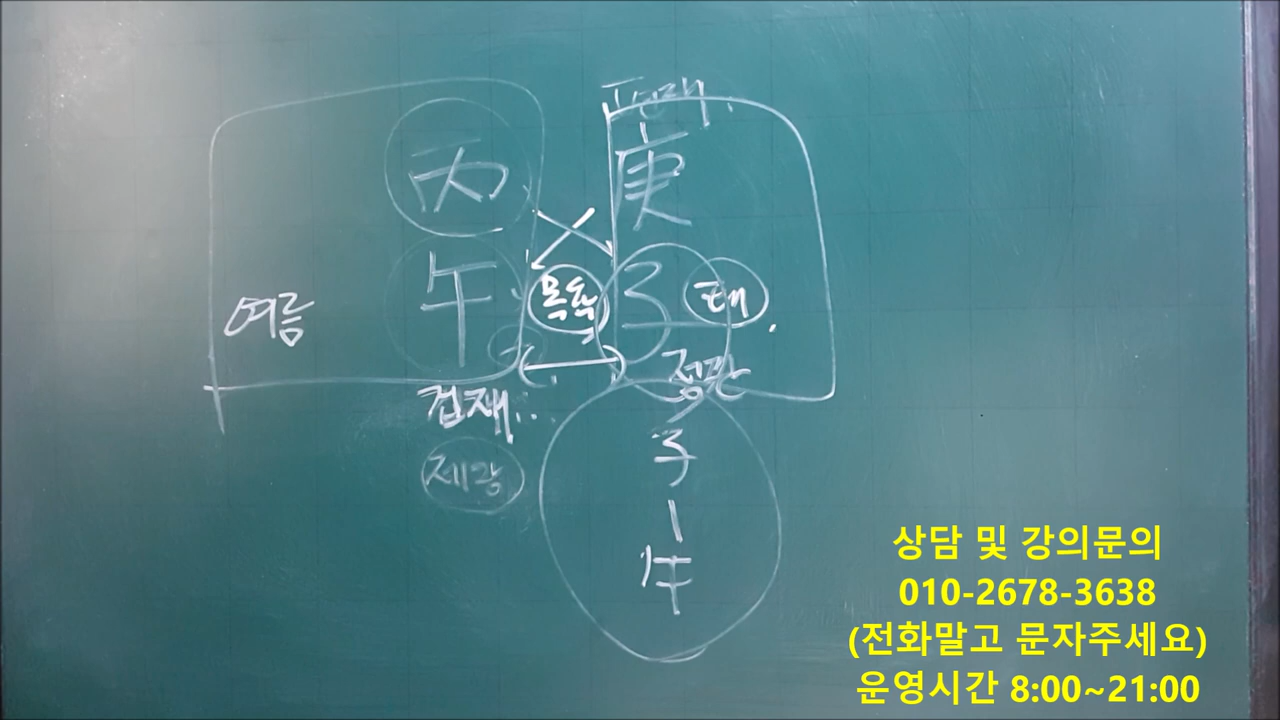 편재
丙 庚
午 목욕 子 태
여름
겁재 정관
제왕
子
午
상담 및 강의문의
010-2678-3638
(전화말고 문자주세요)
운영시간 8:00~21:00